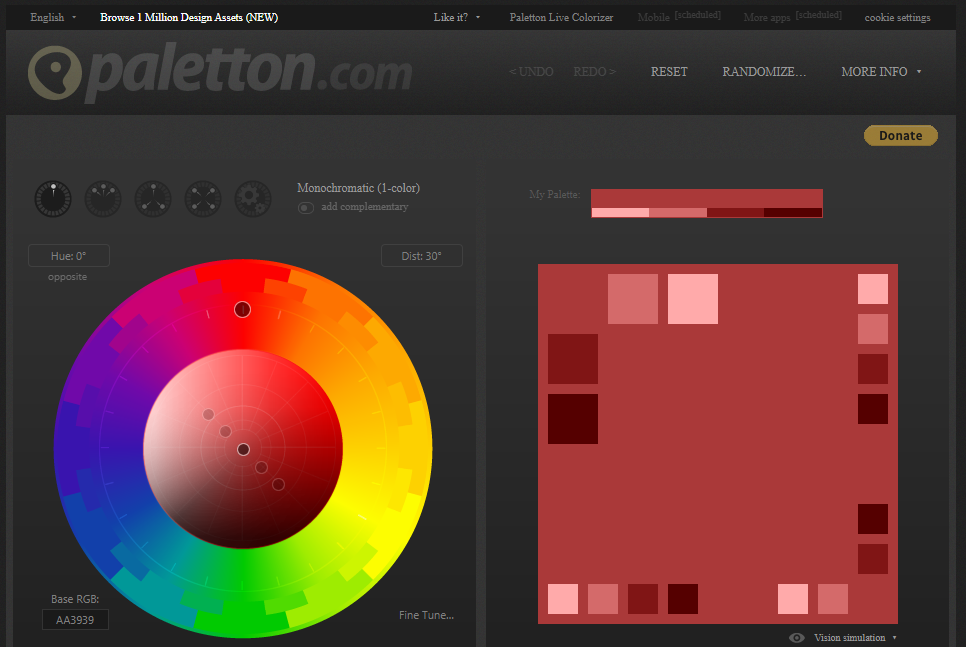 English
Browse 1 Million Design Assets (NEW)
Like it?
Paletton Live Colorizer
Mobile [scheduled]
More apps [scheduled]
cookie settings
paletton.com
< UNDO
REDO >
RESET
RANDOMIZE...
MORE INFO
Donate
Monochromatic (1-color)
add complementary
My Palette:
Hue: 0°
opposite
Dist: 30°
Base RGB:
AA3939
Fine Tune...
Vision simulation